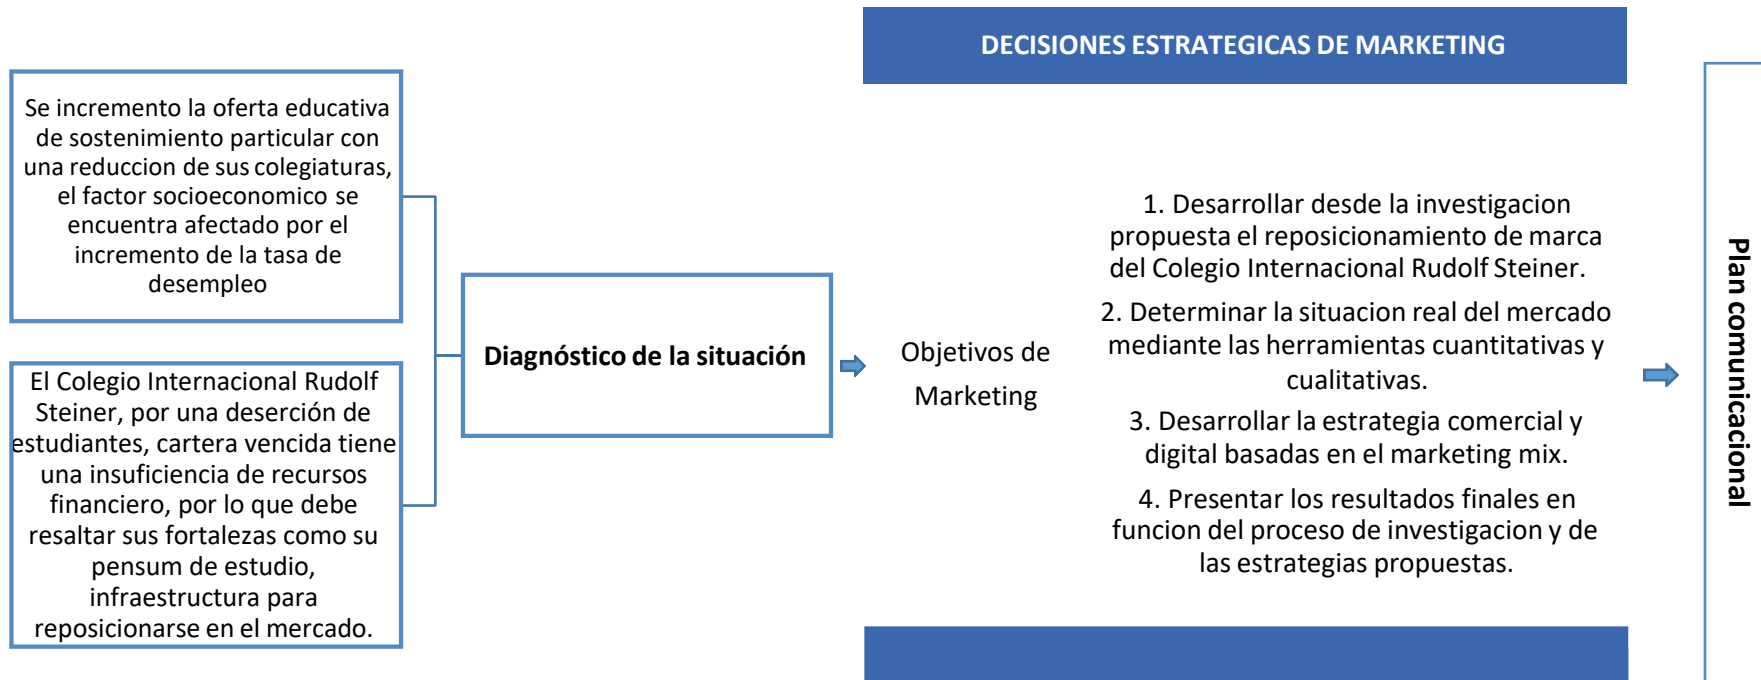 DECISIONES ESTRATEGICAS DE MARKETING
Se incremento la oferta educativa
de sostenimiento particular con
una reduccion de sus colegiaturas,
el factor socioeconomico se
encuentra afectado por el
incremento de la tasa de
desempleo
El Colegio Internacional Rudolf
Steiner, por una deserción de
estudiantes, cartera vencida tiene
una insuficiencia de recursos
financiero, por lo que debe
resaltar sus fortalezas como su
pensum de estudio,
infraestructura para
reposicionarse en el mercado.
Diagnóstico de la situación
Objetivos de
Marketing
1. Desarrollar desde la investigacion
propuesta el reposicionamiento de marca
del Colegio Internacional Rudolf Steiner.
2. Determinar la situacion real del mercado
mediante las herramientas cuantitativas y
cualitativas.
3. Desarrollar la estrategia comercial y
digital basadas en el marketing mix.
4. Presentar los resultados finales en
funcion del proceso de investigacion y de
las estrategias propuestas.
Plan comunicacional